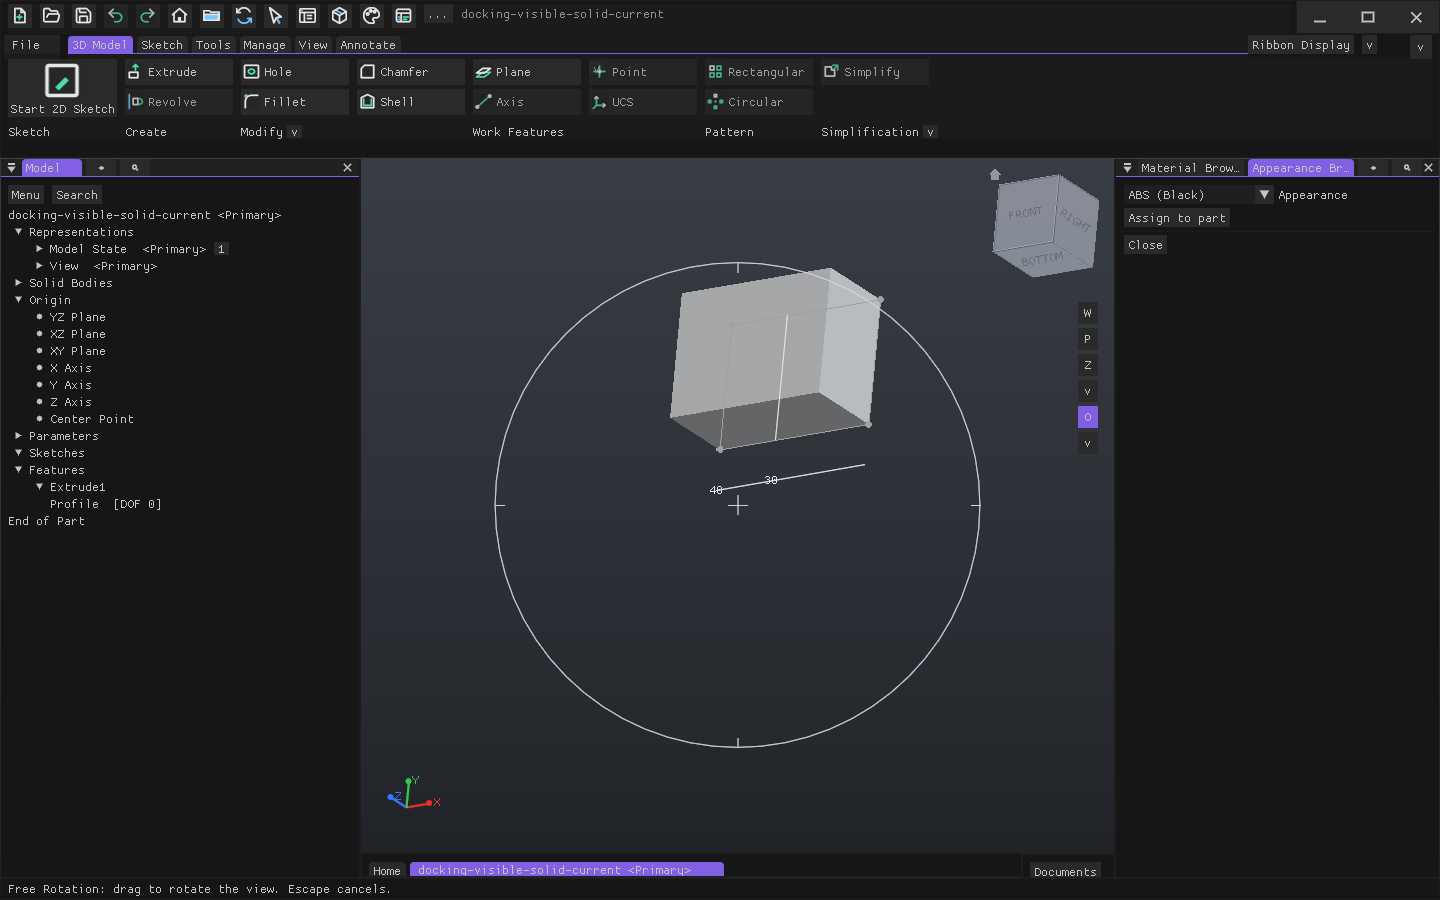 ... docking-visible-solid-current
File 3D Model Sketch Tools Manage View Annotate Ribbon Display v v
Start 2D Sketch
Extrude Hole Chamfer Plane Point Rectangular Simplify
Revolve Fillet Shell Axis UCS Circular
Sketch Create Modify v Work Features Pattern Simplification v
Model
Menu Search
docking-visible-solid-current <Primary>
Representations
Model State <Primary> 1
View <Primary>
Solid Bodies
Origin
YZ Plane
XZ Plane
XY Plane
X Axis
Y Axis
Z Axis
Center Point
Parameters
Sketches
Features
Extrude1
Profile [DOF 0]
End of Part
FRONT RIGHT
BOTTOM
W
P
Z
v
O
v
30
40
Y
Z X
Material Brow… Appearance Br…
ABS (Black) Appearance
Assign to part
Close
Home docking-visible-solid-current <Primary> Documents
Free Rotation: drag to rotate the view. Escape cancels.